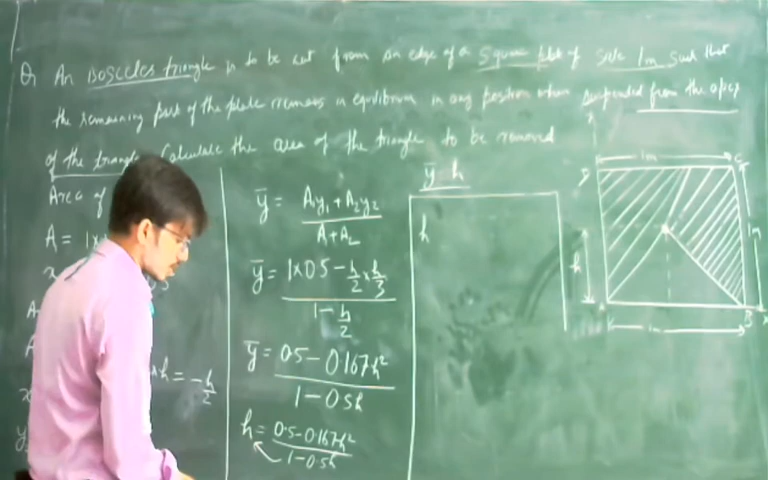 Q. An isosceles triangle is to be cut from an edge of a square plot of side 1m such that
the remaining part of the plate remains in equilibrium in any position when suspended from the apex
of the triangle Calculate the area of the triangle to be removed
Area of
A = 1×
ȳ = A₁y₁ + A₂y₂ / A + A₂
ȳ = 1×0.5 - h/2 × h/3 / 1 - h/2
×h = -h/2
ȳ = 0.5 - 0.167h² / 1 - 0.5h
h = 0.5 - 0.167h² / 1 - 0.5h
ȳ = h
h
1m
C
1m
h
B
x
1m